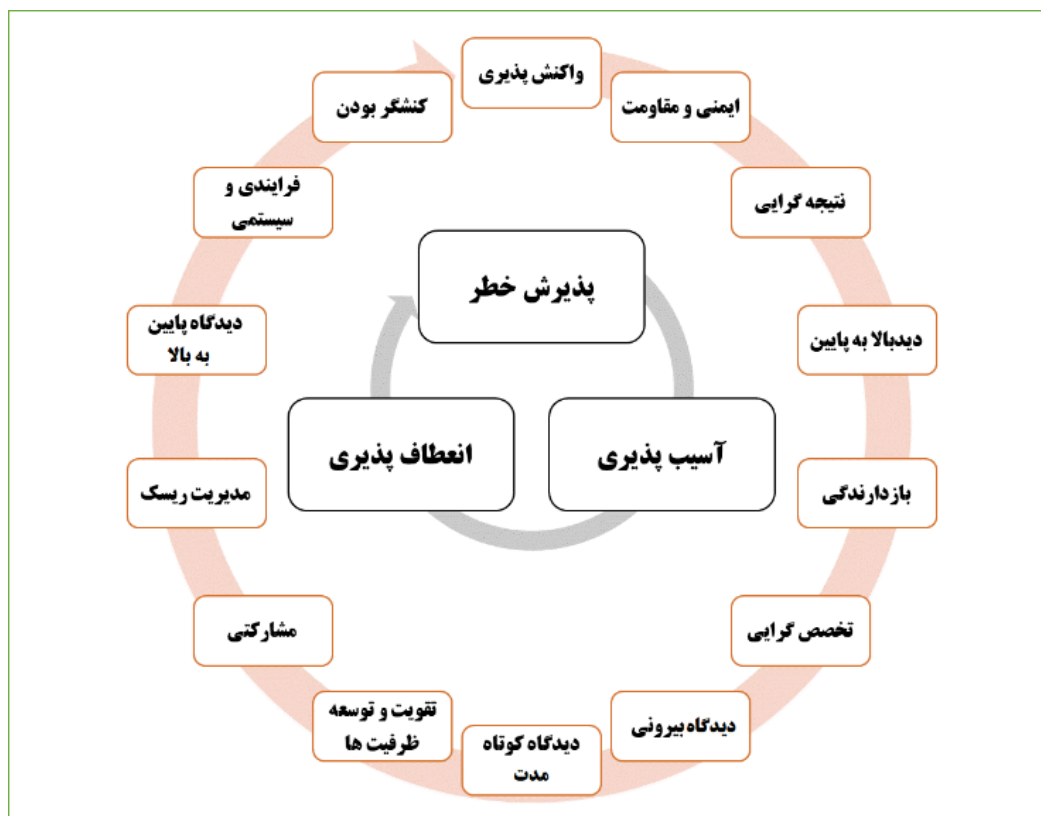 واکنش پذیری
ایمنی و مقاومت
نتیجه گرایی
دیدبالا به پایین
بازدارندگی
تخصص گرایی
دیدگاه بیرونی
دیدگاه کوتاه
مدت
تقویت و توسعه
ظرفیت ها
مشارکتی
مدیریت ریسک
دیدگاه پایین
به بالا
فرایندی و
سیستمی
کنشگر بودن
پذیرش خطر
آسیب پذیری
انعطاف پذیری